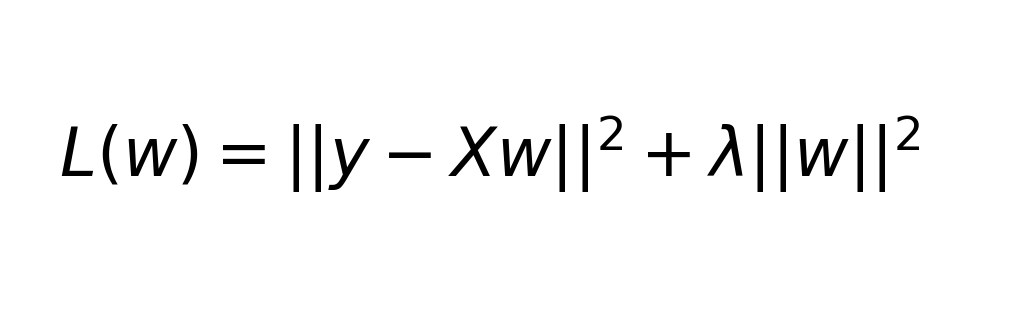 L(w) = ||y − Xw||² + λ||w||²